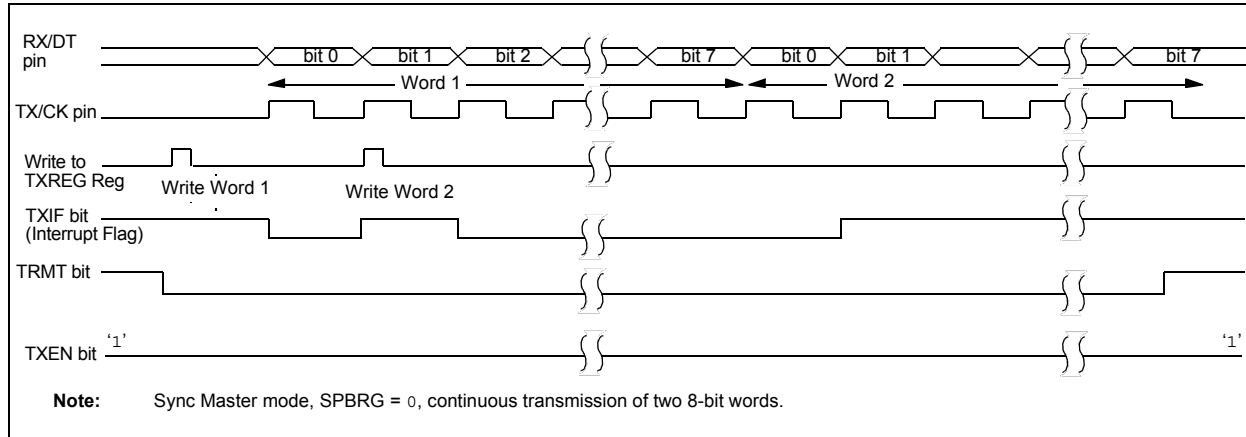 RX/DT
pin
bit 0 bit 1 bit 2 bit 7 bit 0 bit 1 bit 7
Word 1 Word 2
TX/CK pin
Write to
TXREG Reg
Write Word 1 Write Word 2
TXIF bit
(Interrupt Flag)
TRMT bit
TXEN bit ‘1’ ‘1’
Note: Sync Master mode, SPBRG = 0, continuous transmission of two 8-bit words.